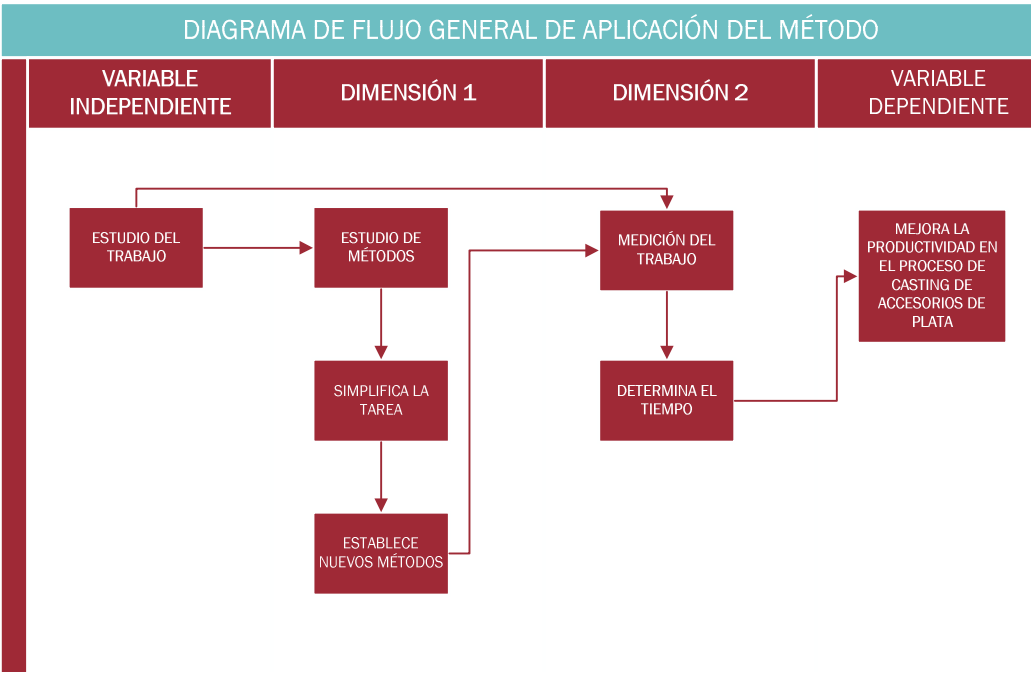 DIAGRAMA DE FLUJO GENERAL DE APLICACIÓN DEL MÉTODO
VARIABLE
INDEPENDIENTE
DIMENSIÓN 1
DIMENSIÓN 2
VARIABLE
DEPENDIENTE
ESTUDIO DEL
TRABAJO
ESTUDIO DE
MÉTODOS
SIMPLIFICA LA
TAREA
ESTABLECE
NUEVOS MÉTODOS
MEDICIÓN DEL
TRABAJO
DETERMINA EL
TIEMPO
MEJORA LA
PRODUCTIVIDAD EN
EL PROCESO DE
CASTING DE
ACCESORIOS DE
PLATA